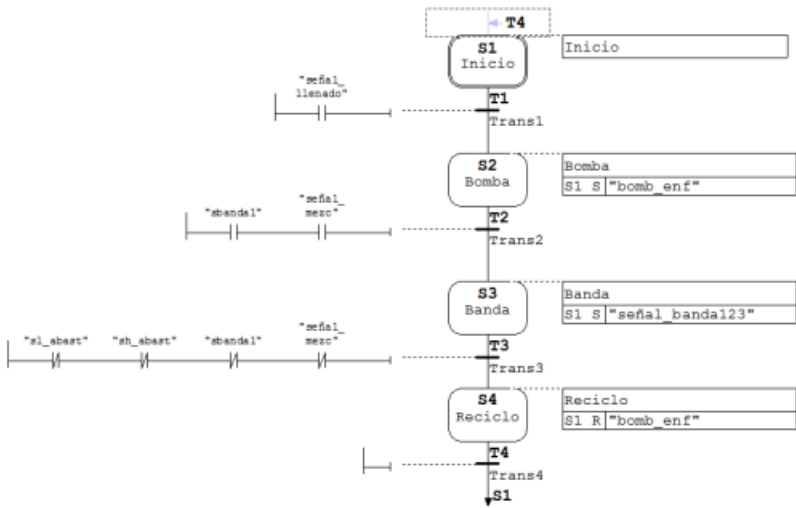 T4
S1
Inicio
Inicio
"señal_
llenado"
T1
Trans1
S2
Bomba
Bomba
S1 S "bomb_enf"
"sbanda1"
"señal_
mezc"
T2
Trans2
S3
Banda
Banda
S1 S "señal_banda123"
"sl_abast"
"sh_abast"
"sbanda1"
"señal_
mezc"
T3
Trans3
S4
Reciclo
Reciclo
S1 R "bomb_enf"
T4
Trans4
S1